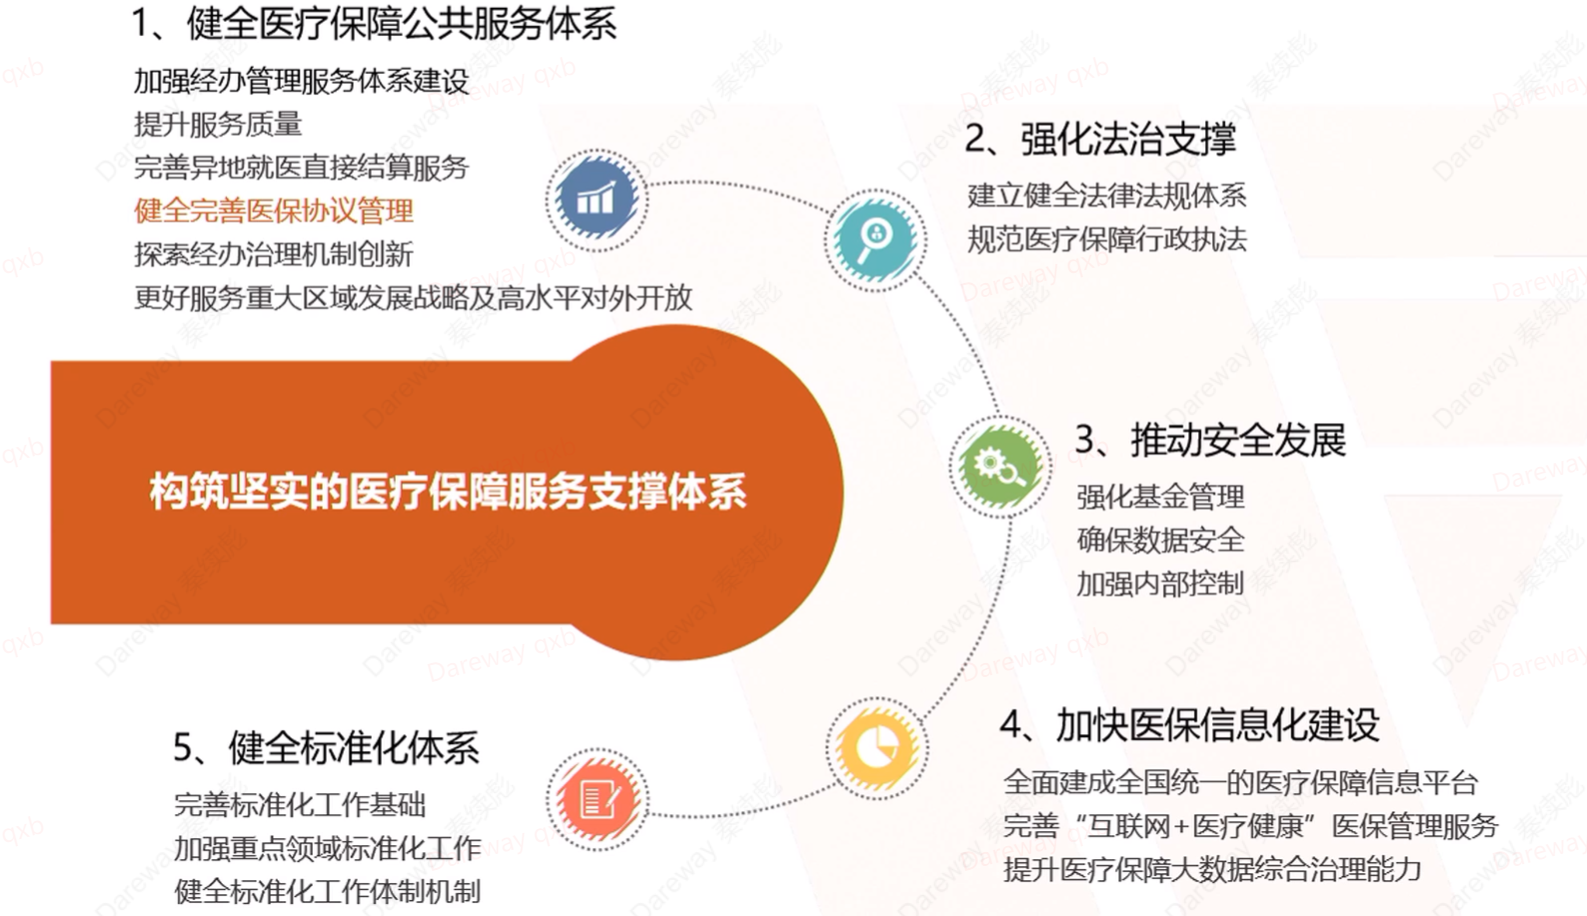 1、健全医疗保障公共服务体系
加强经办管理服务体系建设
提升服务质量
完善异地就医直接结算服务
健全完善医保协议管理
探索经办治理机制创新
更好服务重大区域发展战略及高水平对外开放
2、强化法治支撑
建立健全法律法规体系
规范医疗保障行政执法
构筑坚实的医疗保障服务支撑体系
3、推动安全发展
强化基金管理
确保数据安全
加强内部控制
4、加快医保信息化建设
全面建成全国统一的医疗保障信息平台
完善“互联网+医疗健康”医保管理服务
提升医疗保障大数据综合治理能力
5、健全标准化体系
完善标准化工作基础
加强重点领域标准化工作
健全标准化工作体制机制
Dareway 秦续彪
Dareway qxb